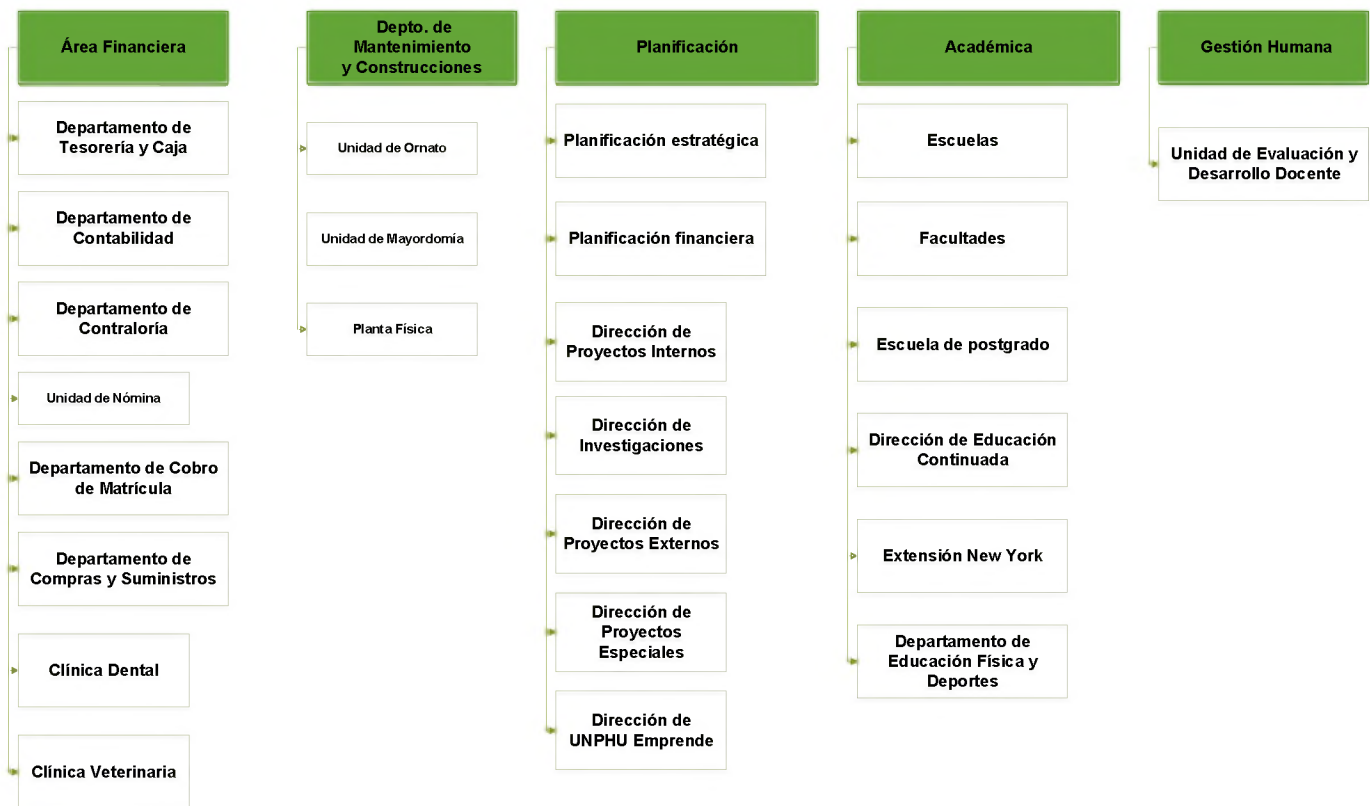 Área Financiera
Departamento de
Tesorería y Caja
Departamento de
Contabilidad
Departamento de
Contraloría
Unidad de Nómina
Departamento de Cobro
de Matrícula
Departamento de
Compras y Suministros
Clínica Dental
Clínica Veterinaria
Depto. de
Mantenimiento
y Construcciones
Unidad de Ornato
Unidad de Mayordomía
Planta Física
Planificación
Planificación estratégica
Planificación financiera
Dirección de
Proyectos Internos
Dirección de
Investigaciones
Dirección de
Proyectos Externos
Dirección de
Proyectos
Especiales
Dirección de
UNPHU Emprende
Académica
Escuelas
Facultades
Escuela de postgrado
Dirección de Educación
Continuada
Extensión New York
Departamento de
Educación Física y
Deportes
Gestión Humana
Unidad de Evaluación y
Desarrollo Docente